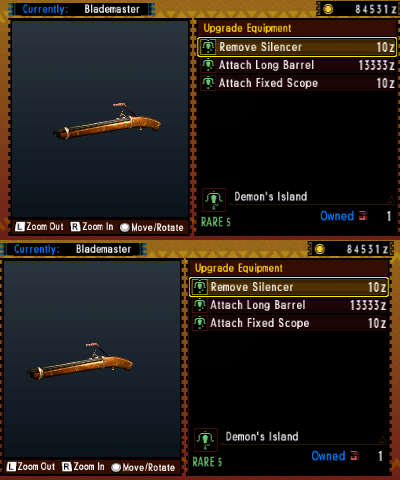 Currently: Blademaster
84531z
Upgrade Equipment
Remove Silencer 10z
Attach Long Barrel 13333z
Attach Fixed Scope 10z
Demon's Island
RARE 5
Owned 1
L Zoom Out R Zoom In Move/Rotate
Currently: Blademaster
84531z
Upgrade Equipment
Remove Silencer 10z
Attach Long Barrel 13333z
Attach Fixed Scope 10z
Demon's Island
RARE 5
Owned 1
L Zoom Out R Zoom In Move/Rotate